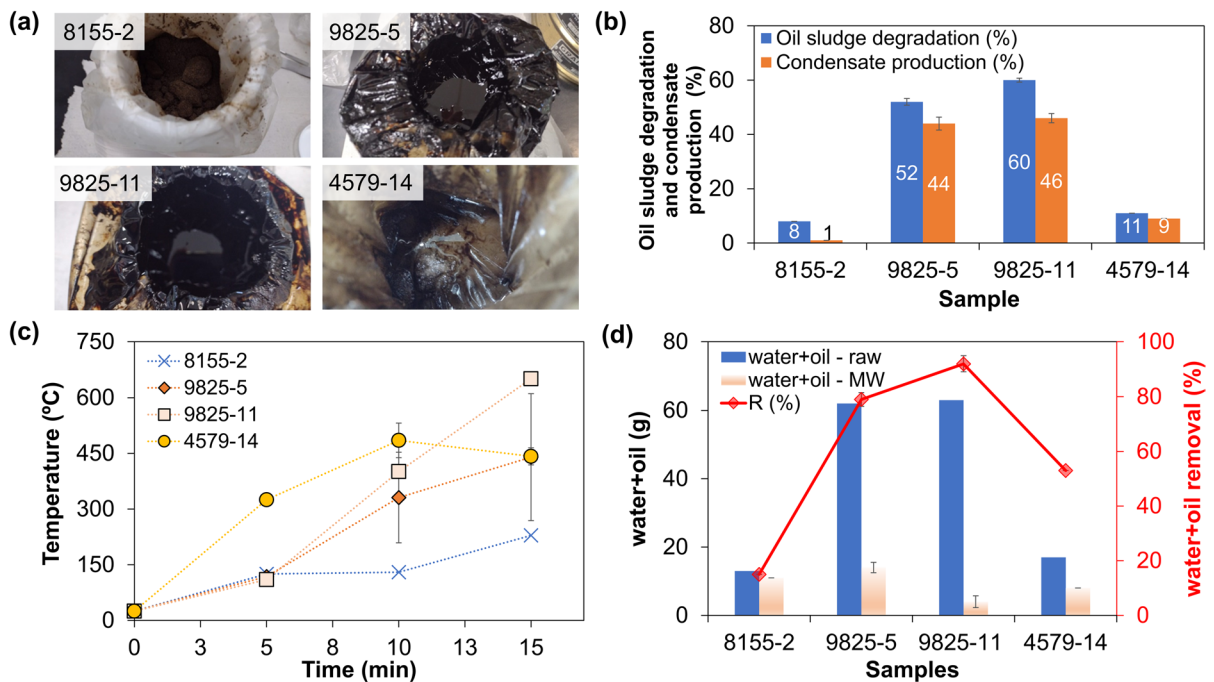 (a)
8155-2
9825-5
9825-11
4579-14
(b)
Oil sludge degradation
and condensate
production (%)
80
60
40
20
0
Oil sludge degradation (%)
Condensate production (%)
8
1
52
44
60
46
11
9
8155-2
9825-5
9825-11
4579-14
Sample
(c)
Temperature (ºC)
750
600
450
300
150
0
8155-2
9825-5
9825-11
4579-14
0
3
5
8
10
13
15
Time (min)
(d)
water+oil (g)
80
60
40
20
0
water+oil - raw
water+oil - MW
R (%)
100
80
60
40
20
0
water+oil removal (%)
8155-2
9825-5
9825-11
4579-14
Samples